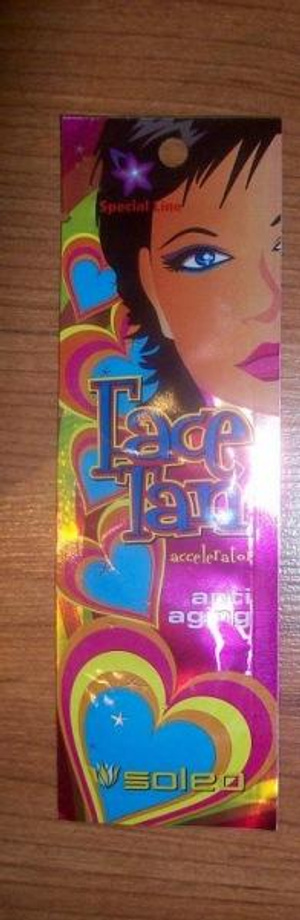 Special Line
Face
Tan
accelerator
anti
aging
soleo